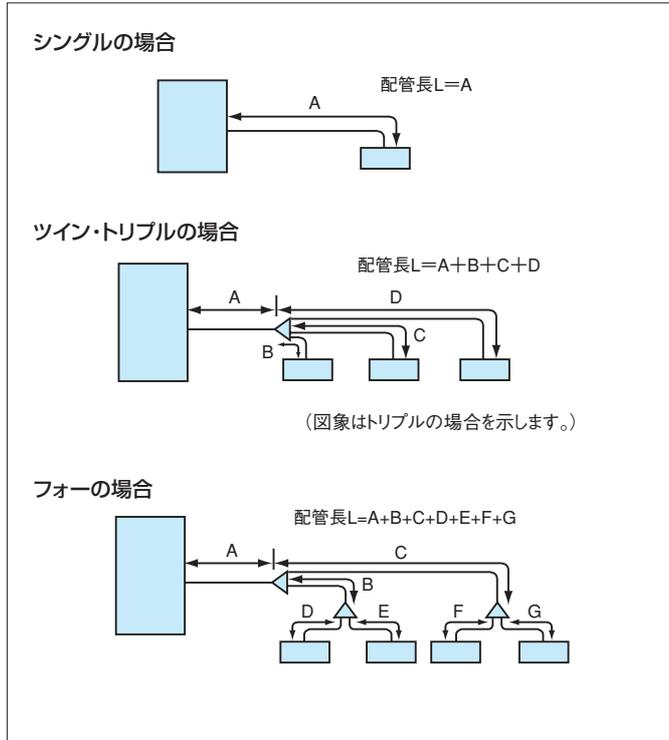 シングルの場合
配管長L＝A
A
ツイン・トリプルの場合
配管長L＝A＋B＋C＋D
A
D
C
B
（図象はトリプルの場合を示します。）
フォーの場合
配管長L=A+B+C+D+E+F+G
A
C
B
D
E
F
G